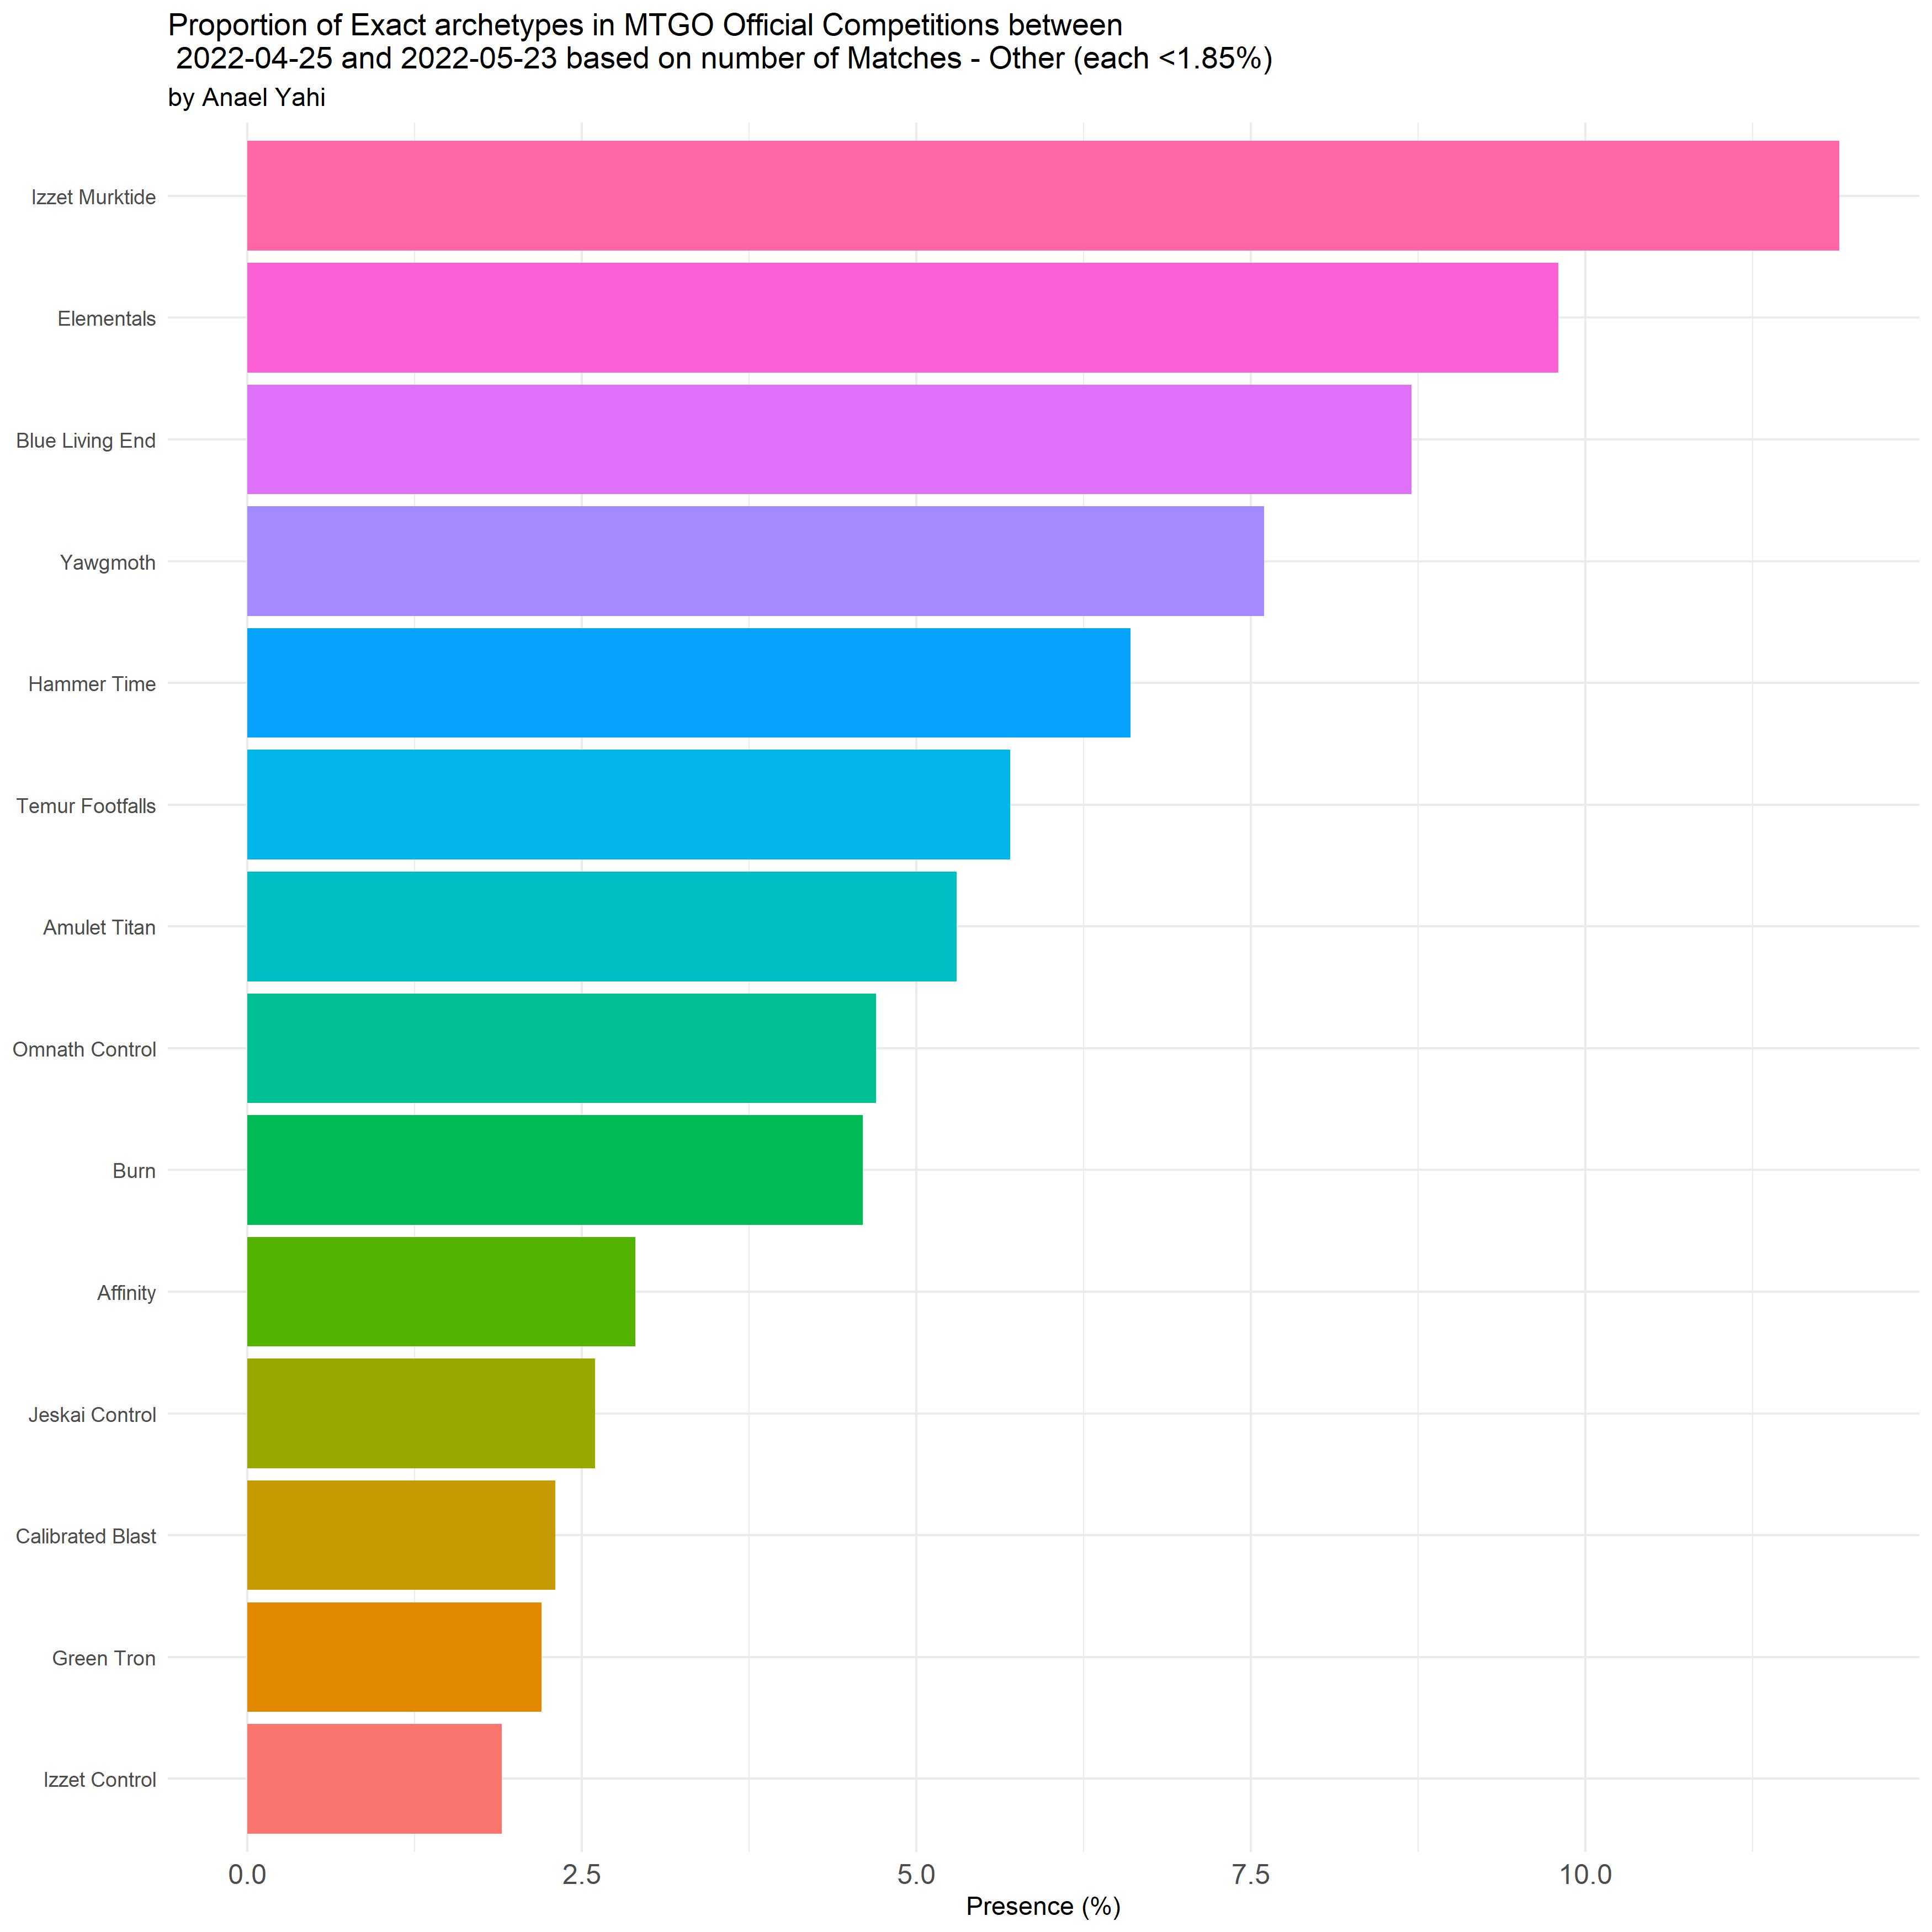 Proportion of Exact archetypes in MTGO Official Competitions between
2022-04-25 and 2022-05-23 based on number of Matches - Other (each <1.85%)
by Anael Yahi
Izzet Murktide
Elementals
Blue Living End
Yawgmoth
Hammer Time
Temur Footfalls
Amulet Titan
Omnath Control
Burn
Affinity
Jeskai Control
Calibrated Blast
Green Tron
Izzet Control
0.0 2.5 5.0 7.5 10.0
Presence (%)